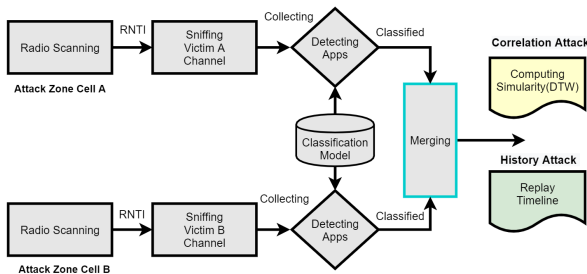 Radio Scanning
RNTI
Sniffing
Victim A
Channel
Collecting
Detecting
Apps
Classified
Attack Zone Cell A
Correlation Attack
Computing
Simularity(DTW)
Classification
Model
Merging
History Attack
Replay
Timeline
Radio Scanning
RNTI
Sniffing
Victim B
Channel
Collecting
Detecting
Apps
Classified
Attack Zone Cell B